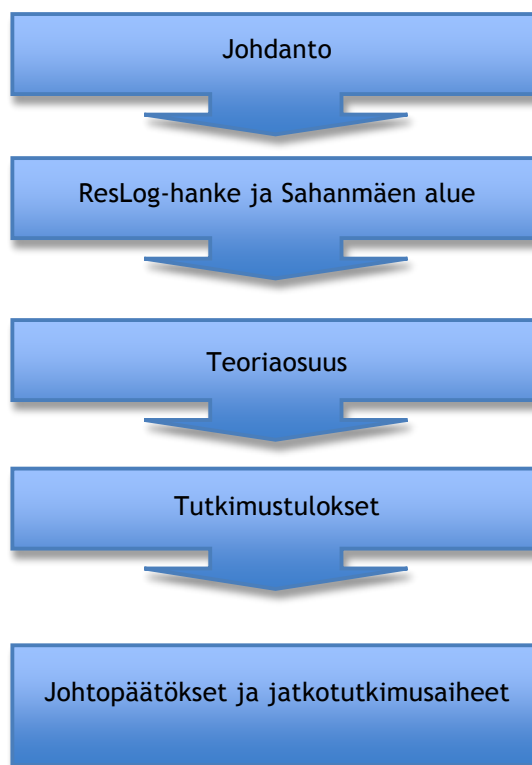 Johdanto
ResLog-hanke ja Sahanmäen alue
Teoriaosuus
Tutkimustulokset
Johtopäätökset ja jatkotutkimusaiheet